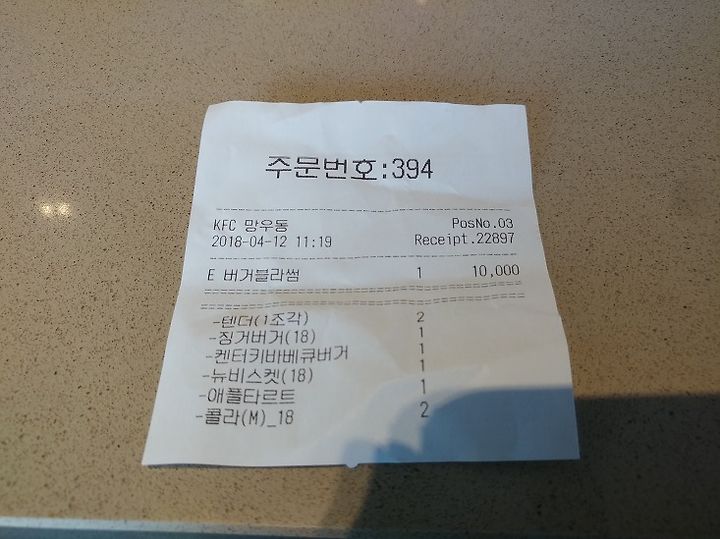 주문번호:394
KFC 망우동 PosNo.03
2018-04-12 11:19 Receipt.22897
E 버거블라썸 1 10,000
-텐더(1조각) 2
-징거버거(18) 1
-켄터키바베큐버거 1
-뉴비스켓(18) 1
-애플타르트 1
-콜라(M)_18 2